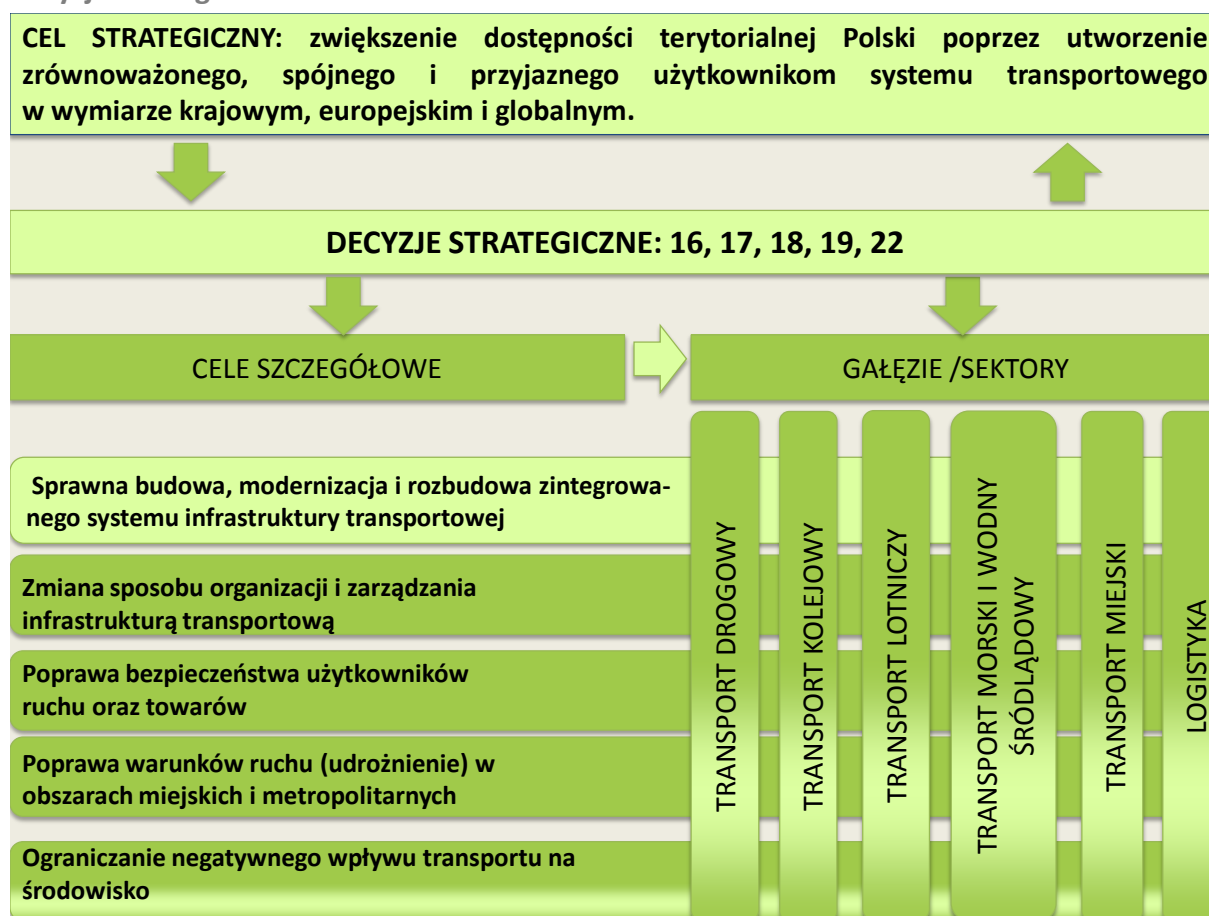 CEL STRATEGICZNY: zwiększenie dostępności terytorialnej Polski poprzez utworzenie
zrównoważonego, spójnego i przyjaznego użytkownikom systemu transportowego
w wymiarze krajowym, europejskim i globalnym.
DECYZJE STRATEGICZNE: 16, 17, 18, 19, 22
CELE SZCZEGÓŁOWE
GAŁĘZIE /SEKTORY
Sprawna budowa, modernizacja i rozbudowa zintegrowa-
nego systemu infrastruktury transportowej
Zmiana sposobu organizacji i zarządzania
infrastrukturą transportową
Poprawa bezpieczeństwa użytkowników
ruchu oraz towarów
Poprawa warunków ruchu (udrożnienie) w
obszarach miejskich i metropolitarnych
Ograniczanie negatywnego wpływu transportu na
środowisko
TRANSPORT DROGOWY
TRANSPORT KOLEJOWY
TRANSPORT LOTNICZY
TRANSPORT MORSKI I WODNY
ŚRÓDLĄDOWY
TRANSPORT MIEJSKI
LOGISTYKA